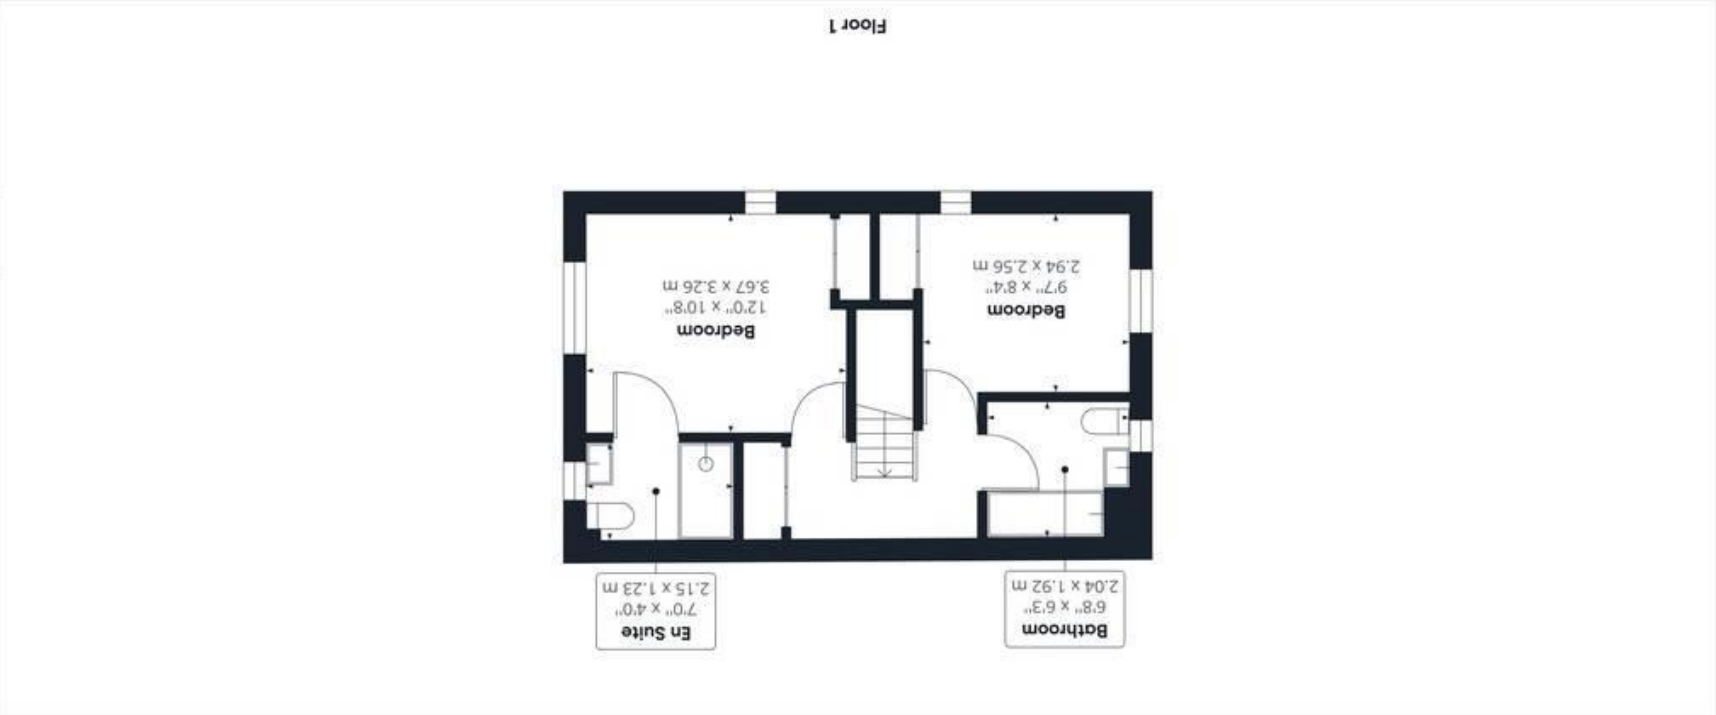 Bathroom
6'8" x 6'3"
2.04 x 1.92 m
En Suite
7'0" x 4'0"
2.15 x 1.23 m
Bedroom
9'7" x 8'4"
2.94 x 2.56 m
Bedroom
12'0" x 10'8"
3.67 x 3.26 m
Floor 1